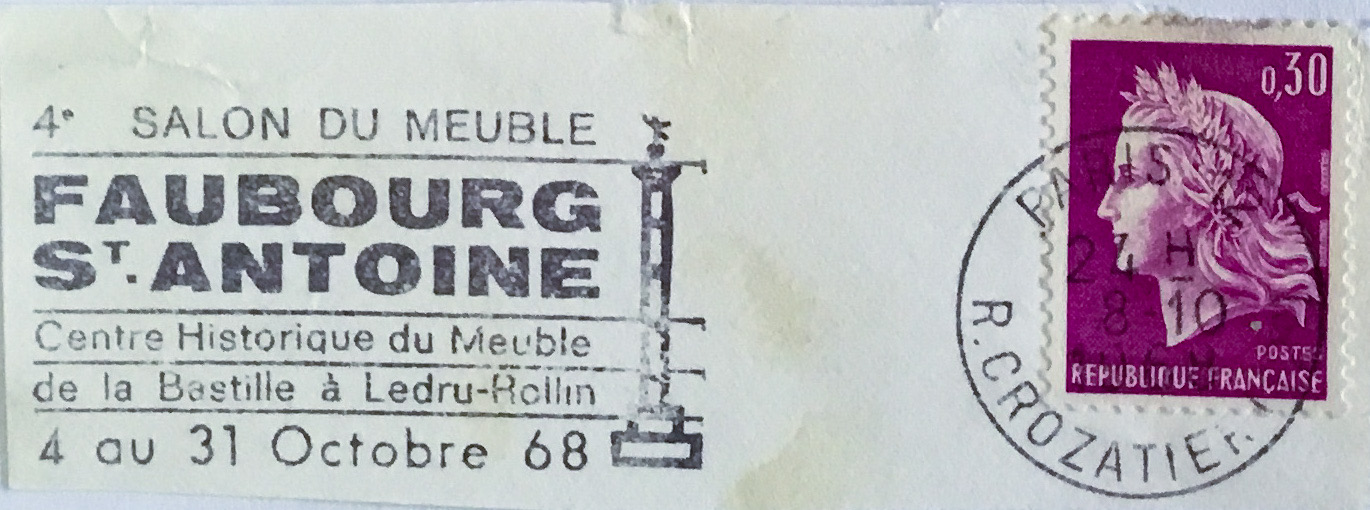 4e SALON DU MEUBLE
FAUBOURG
ST. ANTOINE
Centre Historique du Meuble
de la Bastille à Ledru-Rollin
4 au 31 Octobre 68
0,30
POSTES
REPUBLIQUE FRANÇAISE
PARIS
H
8-10
R. CROZATIER